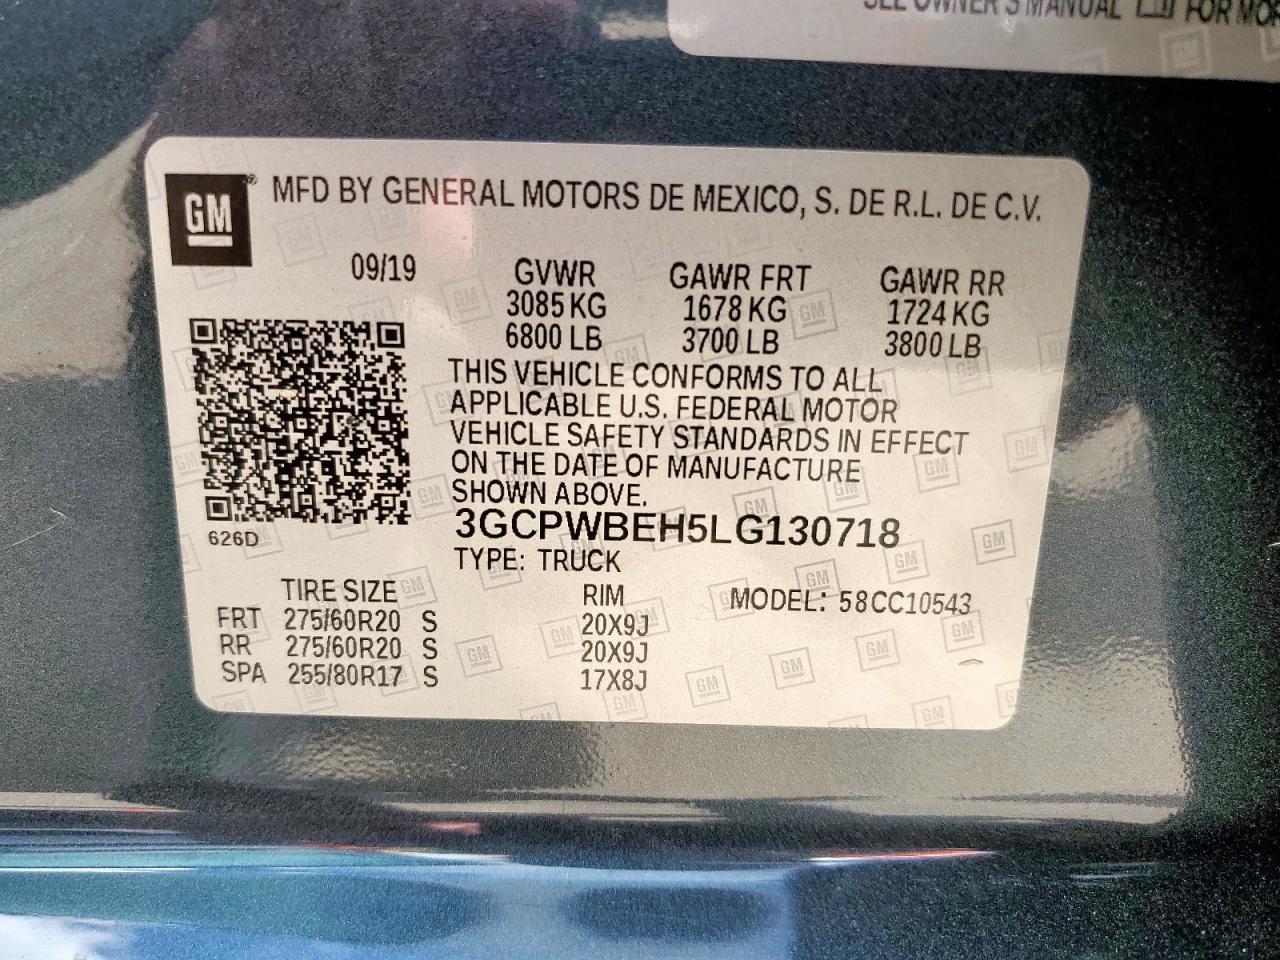 SEE OWNER'S MANUAL FOR MOR
GM
MFD BY GENERAL MOTORS DE MEXICO, S. DE R.L. DE C.V.
09/19 GVWR GAWR FRT GAWR RR
3085 KG 1678 KG 1724 KG
6800 LB 3700 LB 3800 LB
THIS VEHICLE CONFORMS TO ALL
APPLICABLE U.S. FEDERAL MOTOR
VEHICLE SAFETY STANDARDS IN EFFECT
ON THE DATE OF MANUFACTURE
SHOWN ABOVE.
3GCPWBEH5LG130718
626D
TYPE: TRUCK
TIRE SIZE RIM MODEL: 58CC10543
FRT 275/60R20 S 20X9J
RR 275/60R20 S 20X9J
SPA 255/80R17 S 17X8J